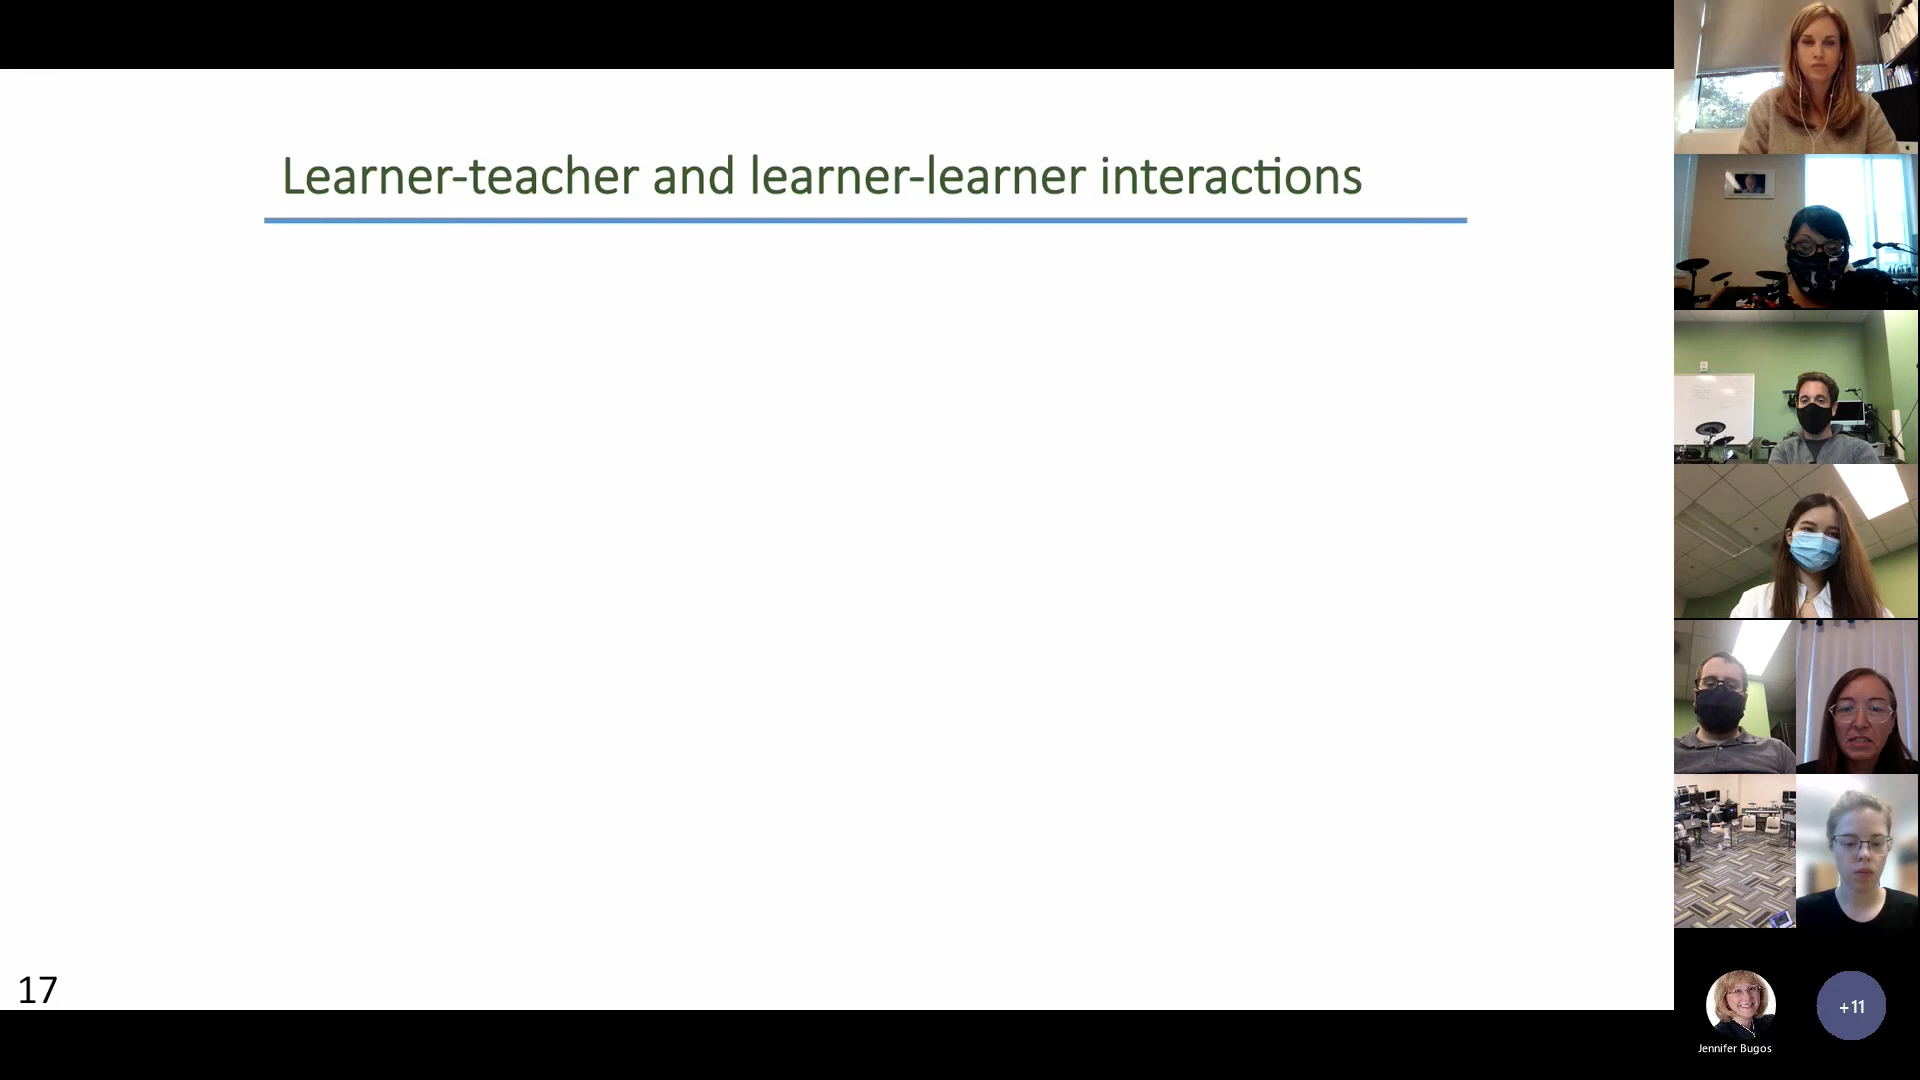 Learner-teacher and learner-learner interactions
17
+11
Jennifer Bugos